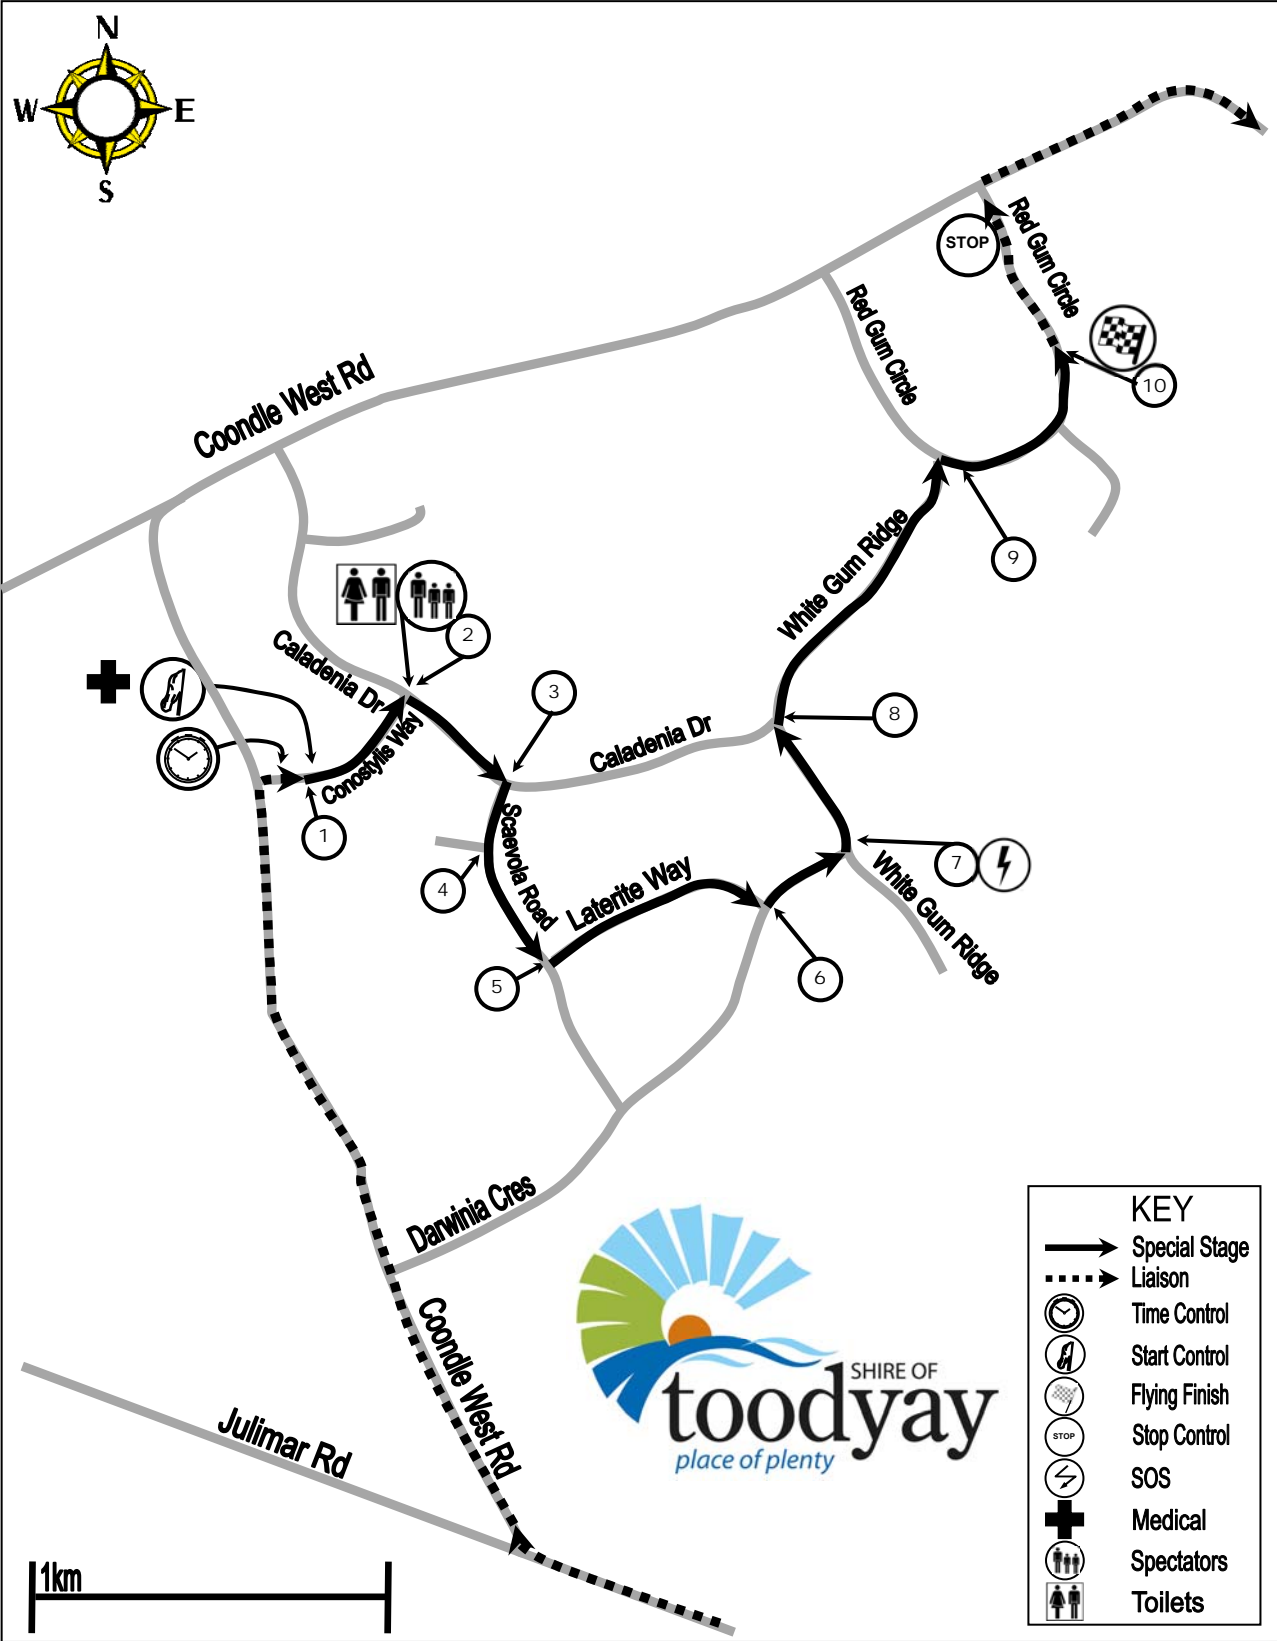 N
W
E
S
Red Gum Circle
STOP
Red Gum Circle
10
Coondle West Rd
9
White Gum Ridge
2
Caladenia Dr
3
8
Caladenia Dr
Conostylis Way
1
Scaevola Road
4
7
Laterite Way
White Gum Ridge
5
6
Darwinia Cres
Coondle West Rd
Julimar Rd
1km
SHIRE OF
toodyay
place of plenty
KEY
Special Stage
Liaison
Time Control
Start Control
Flying Finish
STOP
Stop Control
SOS
Medical
Spectators
Toilets